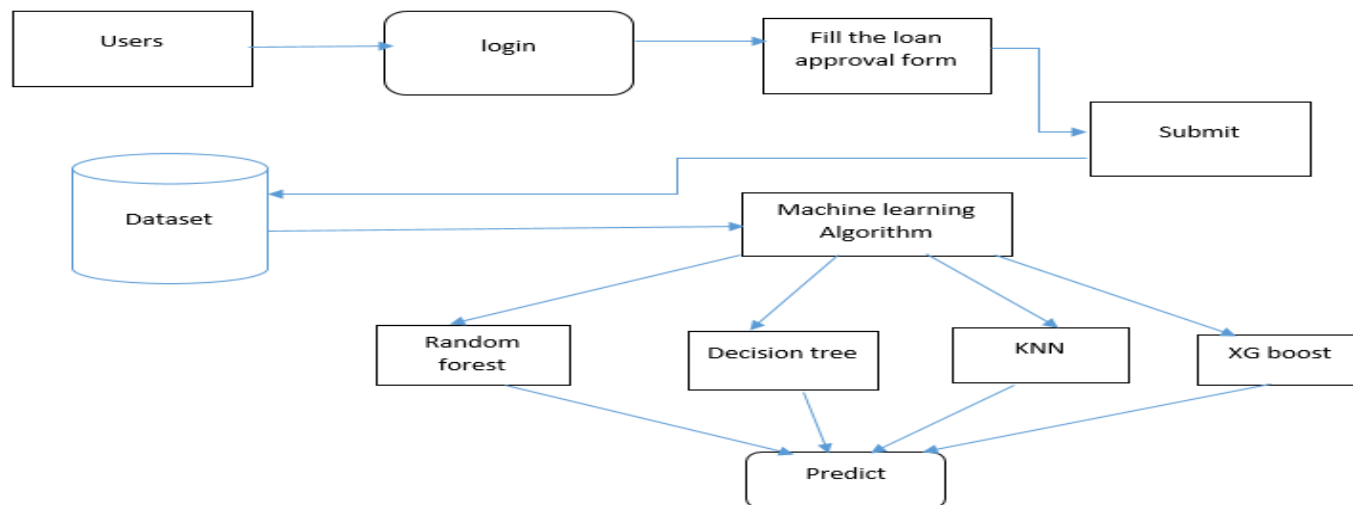 Users
login
Fill the loan
approval form
Submit
Dataset
Machine learning
Algorithm
Random
forest
Decision tree
KNN
XG boost
Predict